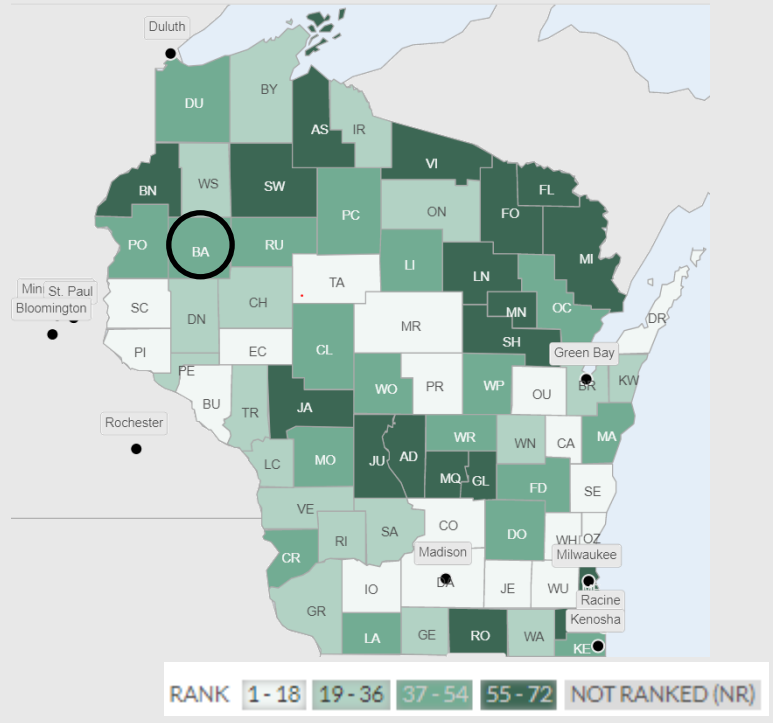 Duluth
BY
DU
AS
IR
VI
BN
WS
SW
FL
PC
ON
FO
PO
BA
RU
LI
MI
LN
TA
St. Paul
SC
CH
MN
OC
Bloomington
DN
DR
MR
SH
PI
EC
CL
Green Bay
PE
WO
PR
WP
OU
BR
KW
BU
TR
JA
Rochester
WR
WN
CA
MA
LC
MO
JU
AD
MQ
GL
FD
SE
VE
CO
SA
DO
RI
WH
OZ
Madison
Milwaukee
CR
IO
DA
JE
WU
Racine
GR
Kenosha
LA
GE
RO
WA
KE
RANK 1 - 18 19 - 36 37 - 54 55 - 72 NOT RANKED (NR)